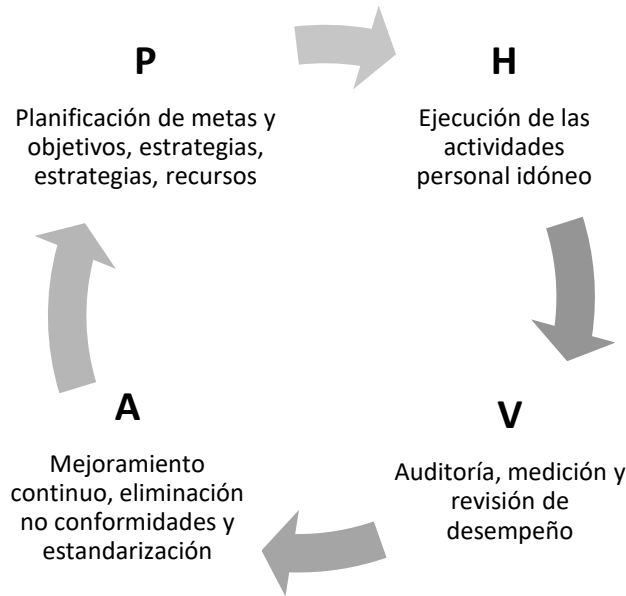 P
Planificación de metas y
objetivos, estrategias,
estrategias, recursos
H
Ejecución de las
actividades
personal idóneo
V
Auditoría, medición y
revisión de
desempeño
A
Mejoramiento
continuo, eliminación
no conformidades y
estandarización